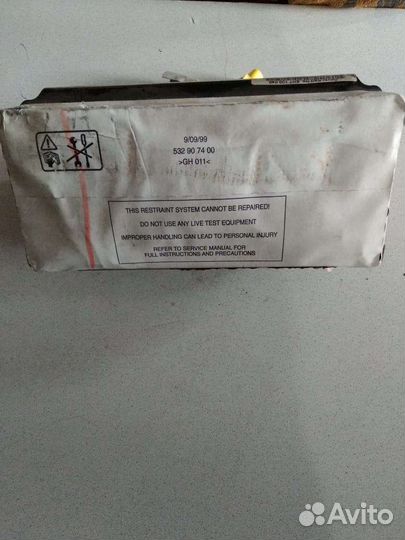 9/09/99
532 90 74 00
>GH 011<
THIS RESTRAINT SYSTEM CANNOT BE REPAIRED!
DO NOT USE ANY LIVE TEST EQUIPMENT
IMPROPER HANDLING CAN LEAD TO PERSONAL INJURY
REFER TO SERVICE MANUAL FOR
FULL INSTRUCTIONS AND PRECAUTIONS
Avito